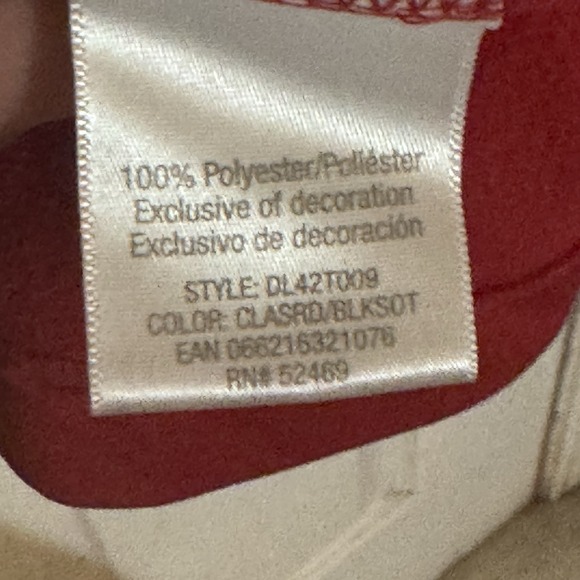 100% Polyester/Poliéster
Exclusive of decoration
Exclusivo de decoración
STYLE: DL42T009
COLOR: CLASRD/BLKSOT
EAN 066216321076
RN# 52469